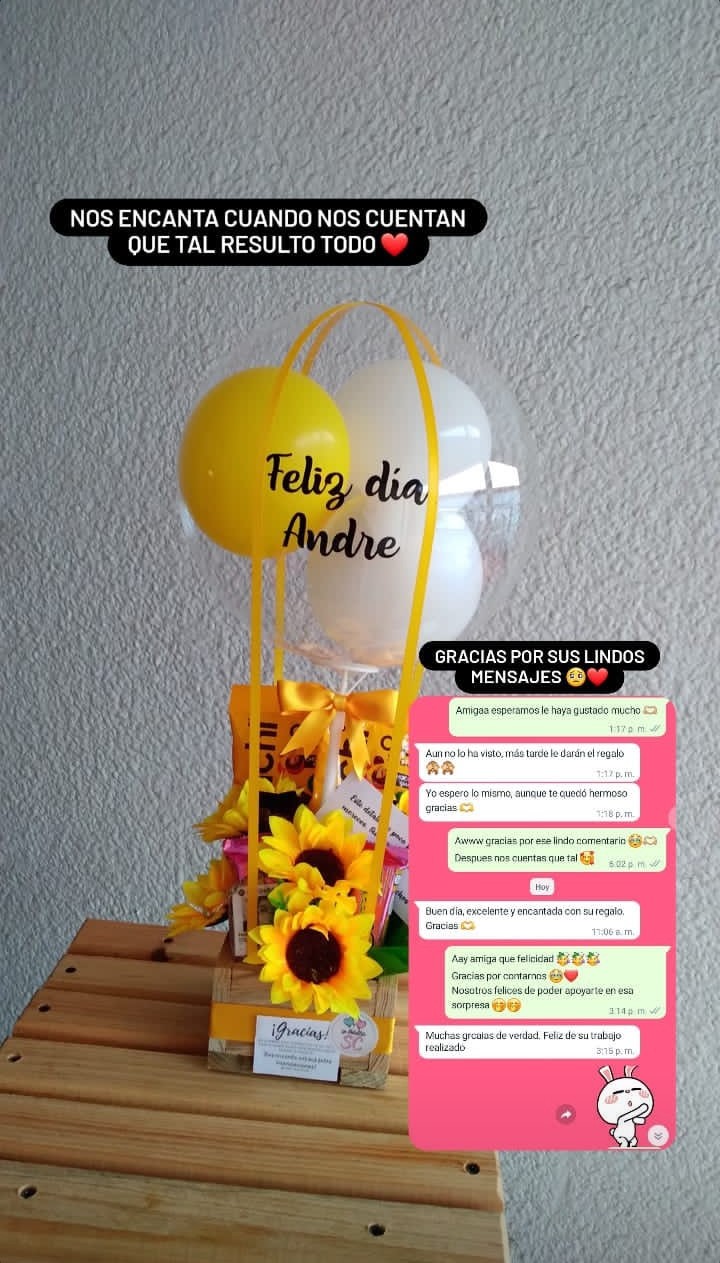 NOS ENCANTA CUANDO NOS CUENTAN
QUE TAL RESULTO TODO ❤️
Feliz día
Andre
GRACIAS POR SUS LINDOS
MENSAJES 🥺❤️
Amigaa esperamos le haya gustado mucho 🫶
1:17 p. m.
Aun no lo ha visto, más tarde le darán el regalo
🙈🙈
1:17 p. m.
Yo espero lo mismo, aunque te quedó hermoso
gracias 🫶
1:18 p. m.
Awww gracias por ese lindo comentario 🥹🫶
Despues nos cuentas que tal 🥰
6:02 p. m.
Hoy
Buen día, excelente y encantada con su regalo.
Gracias 🫶
11:06 a. m.
Aay amiga que felicidad 🥳🥳🥳
Gracias por contarnos 🥹❤️
Nosotros felices de poder apoyarte en esa
sorpresa 🤭🤭
3:14 p. m.
Muchas grcaias de verdad. Feliz de su trabajo
realizado
3:15 p. m.
Este detalle
¡Gracias!
SC